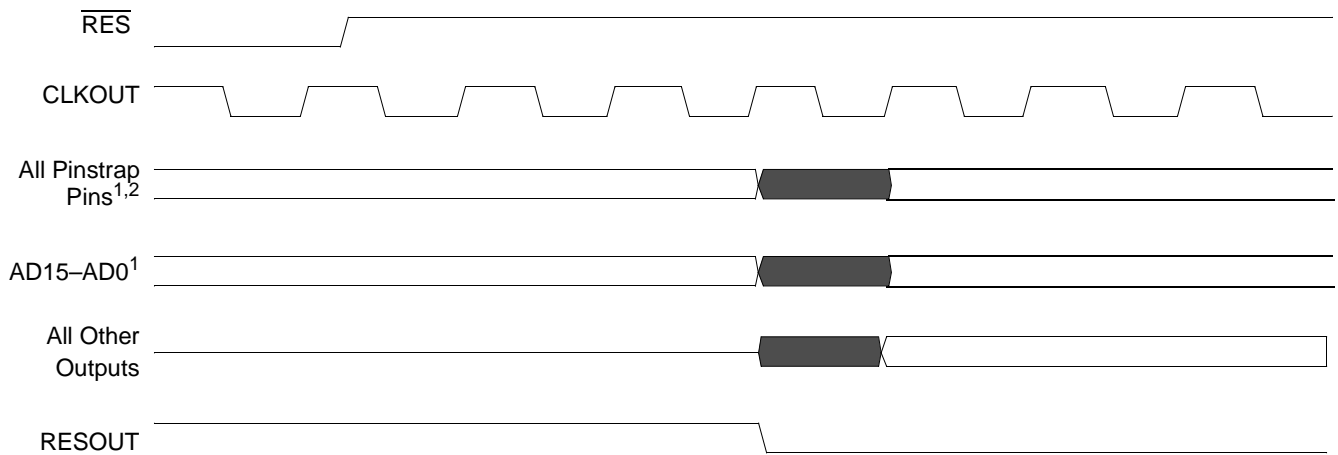 RES
CLKOUT
All Pinstrap
Pins1,2
AD15–AD01
All Other
Outputs
RESOUT